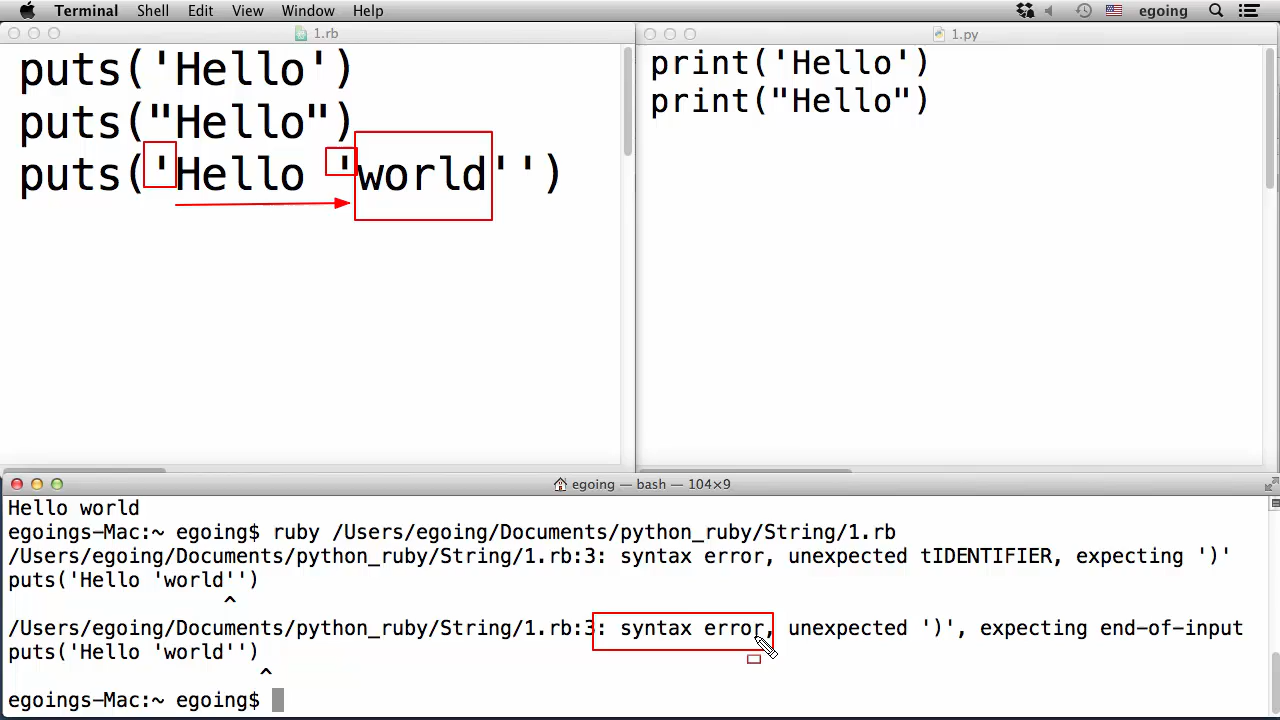 Terminal Shell Edit View Window Help egoing
1.rb
puts('Hello')
puts("Hello")
puts('Hello 'world'')
1.py
print('Hello')
print("Hello")
egoing — bash — 104×9
Hello world
egoings-Mac:~ egoing$ ruby /Users/egoing/Documents/python_ruby/String/1.rb
/Users/egoing/Documents/python_ruby/String/1.rb:3: syntax error, unexpected tIDENTIFIER, expecting ')'
puts('Hello 'world'')
^
/Users/egoing/Documents/python_ruby/String/1.rb:3: syntax error, unexpected ')', expecting end-of-input
puts('Hello 'world'')
^
egoings-Mac:~ egoing$